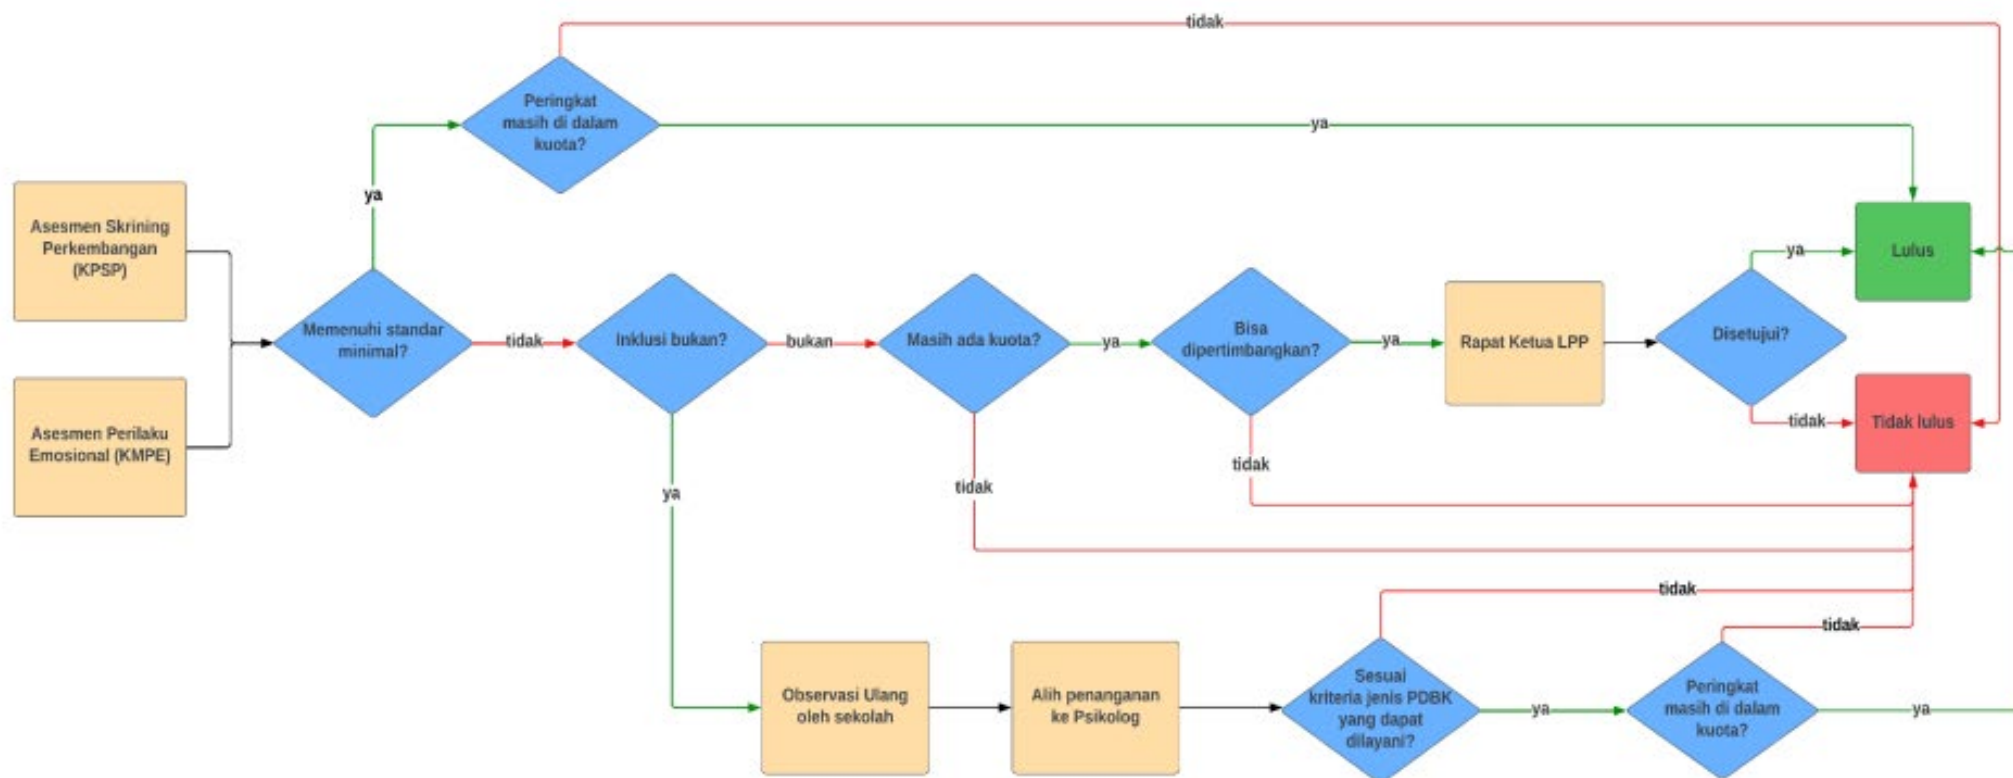 tidak
Peringkat
masih di dalam
kuota?
ya
ya
Asesmen Skrining
Perkembangan
(KPSP)
Asesmen Perilaku
Emosional (KMPE)
Memenuhi standar
minimal?
tidak
Inklusi bukan?
bukan
Masih ada kuota?
ya
Bisa
dipertimbangkan?
ya
Rapat Ketua LPP
Disetujui?
ya
Lulus
tidak
Tidak lulus
tidak
tidak
ya
Observasi Ulang
oleh sekolah
Alih penanganan
ke Psikolog
Sesuai
kriteria jenis PDBK
yang dapat
dilayani?
tidak
ya
Peringkat
masih di dalam
kuota?
tidak
ya